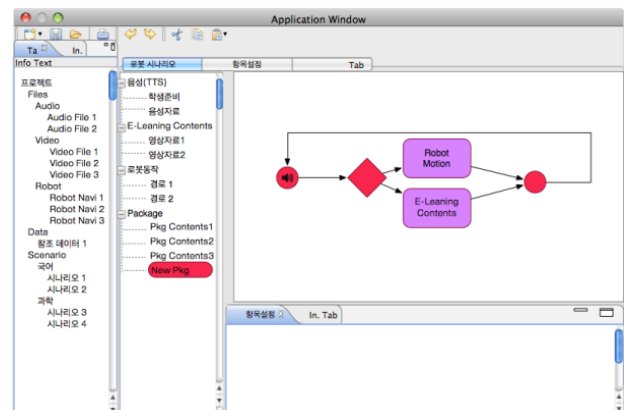 Application Window
Ta
In.
Info Text
프로젝트
Files
Audio
Audio File 1
Audio File 2
Video
Video File 1
Video File 2
Video File 3
Robot
Robot Navi 1
Robot Navi 2
Robot Navi 3
Data
참조 데이터 1
Scenario
국어
시나리오 1
시나리오 2
과학
시나리오 3
시나리오 4
로봇 시나리오
항목설정
Tab
음성(TTS)
학생준비
음성자료
E-Leaning Contents
영상자료1
영상자료2
로봇동작
경로 1
경로 2
Package
Pkg Contents1
Pkg Contents2
Pkg Contents3
New Pkg
Robot
Motion
E-Leaning
Contents
항목설정
In. Tab